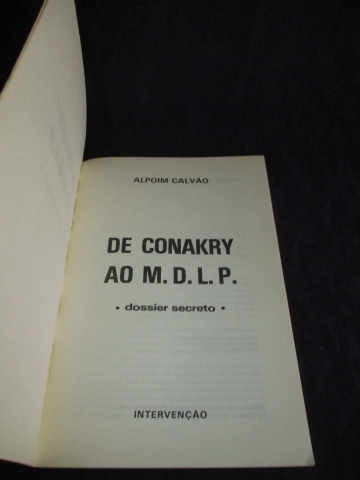 ALPOIM CALVÃO
DE CONAKRY
AO M. D. L. P.
• dossier secreto •
INTERVENÇÃO